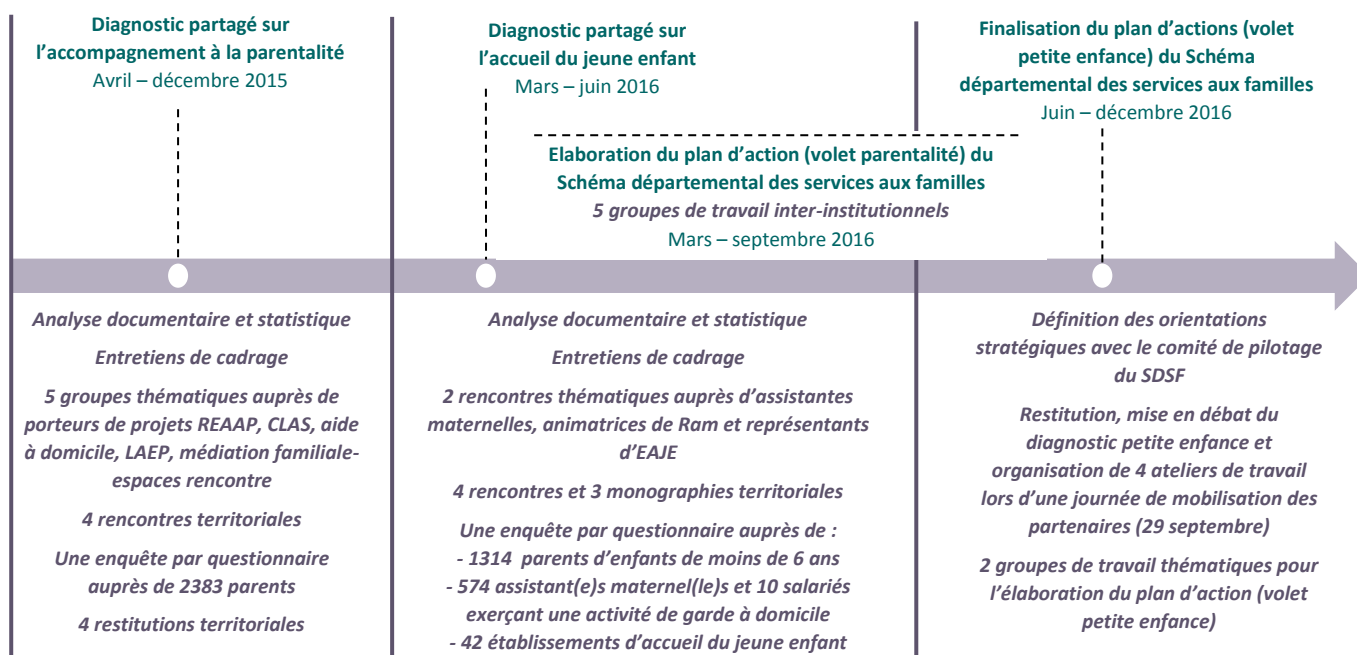 Diagnostic partagé sur
l'accompagnement à la parentalité
Avril – décembre 2015
Diagnostic partagé sur
l'accueil du jeune enfant
Mars – juin 2016
Finalisation du plan d'actions (volet
petite enfance) du Schéma
départemental des services aux familles
Juin – décembre 2016
Elaboration du plan d'action (volet parentalité) du
Schéma départemental des services aux familles
5 groupes de travail inter-institutionnels
Mars – septembre 2016
Analyse documentaire et statistique
Entretiens de cadrage
5 groupes thématiques auprès de
porteurs de projets REAAP, CLAS, aide
à domicile, LAEP, médiation familiale-
espaces rencontre
4 rencontres territoriales
Une enquête par questionnaire
auprès de 2383 parents
4 restitutions territoriales
Analyse documentaire et statistique
Entretiens de cadrage
2 rencontres thématiques auprès d'assistantes
maternelles, animatrices de Ram et représentants
d'EAJE
4 rencontres et 3 monographies territoriales
Une enquête par questionnaire auprès de :
- 1314 parents d'enfants de moins de 6 ans
- 574 assistant(e)s maternel(le)s et 10 salariés
exerçant une activité de garde à domicile
- 42 établissements d'accueil du jeune enfant
Définition des orientations
stratégiques avec le comité de pilotage
du SDSF
Restitution, mise en débat du
diagnostic petite enfance et
organisation de 4 ateliers de travail
lors d'une journée de mobilisation des
partenaires (29 septembre)
2 groupes de travail thématiques pour
l'élaboration du plan d'action (volet
petite enfance)